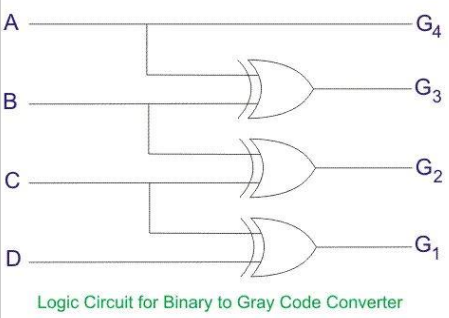 A G₄
G₃
B
G₂
C
G₁
D
Logic Circuit for Binary to Gray Code Converter